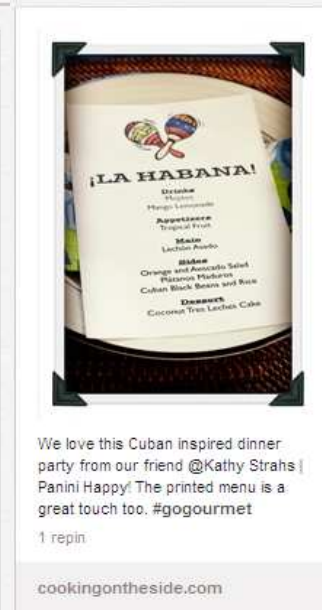 ¡LA HABANA!
Drinks
Mojitos
Mango Lemonade
Appetizers
Tropical Fruit
Main
Lechón Asado
Sides
Orange and Avocado Salad
Plátanos Maduros
Cuban Black Beans and Rice
Dessert
Coconut Tres Leches Cake
We love this Cuban inspired dinner
party from our friend @Kathy Strahs |
Panini Happy! The printed menu is a
great touch too. #gogourmet
1 repin
cookingontheside.com